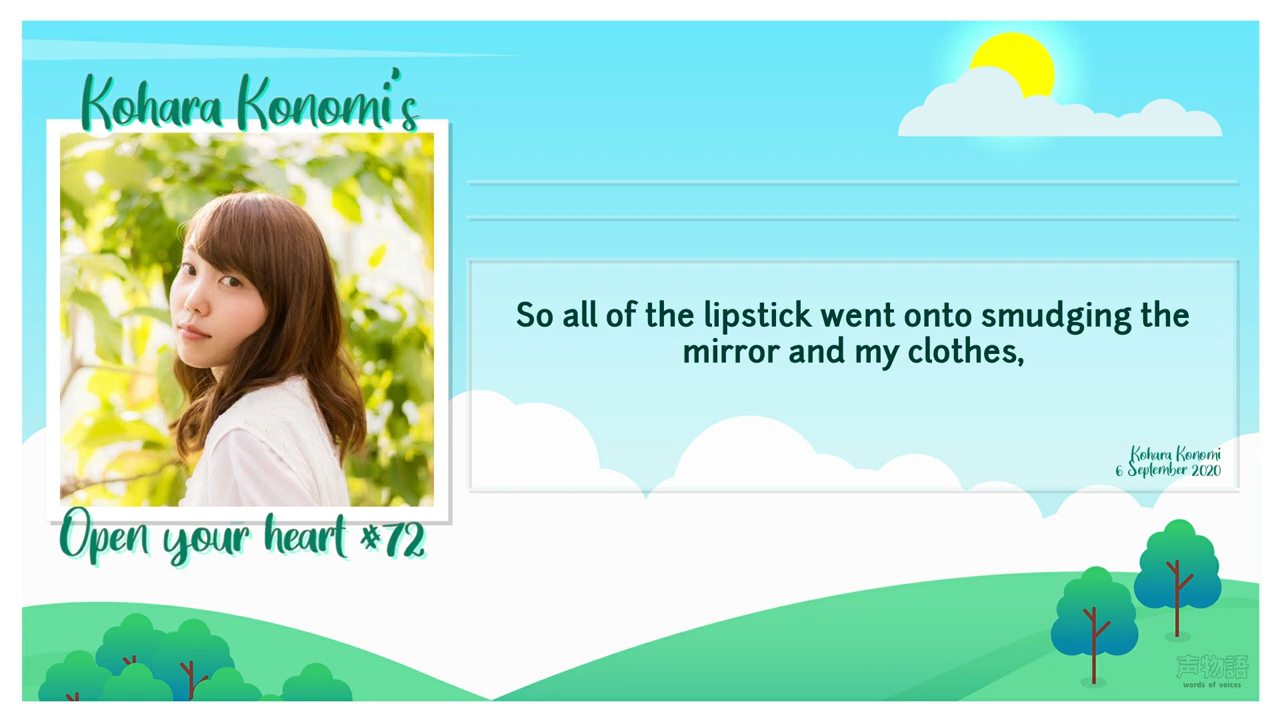 Kohara Konomi's
So all of the lipstick went onto smudging the
mirror and my clothes,
Kohara Konomi
6 September 2020
Open your heart #72
声物語
words of voices